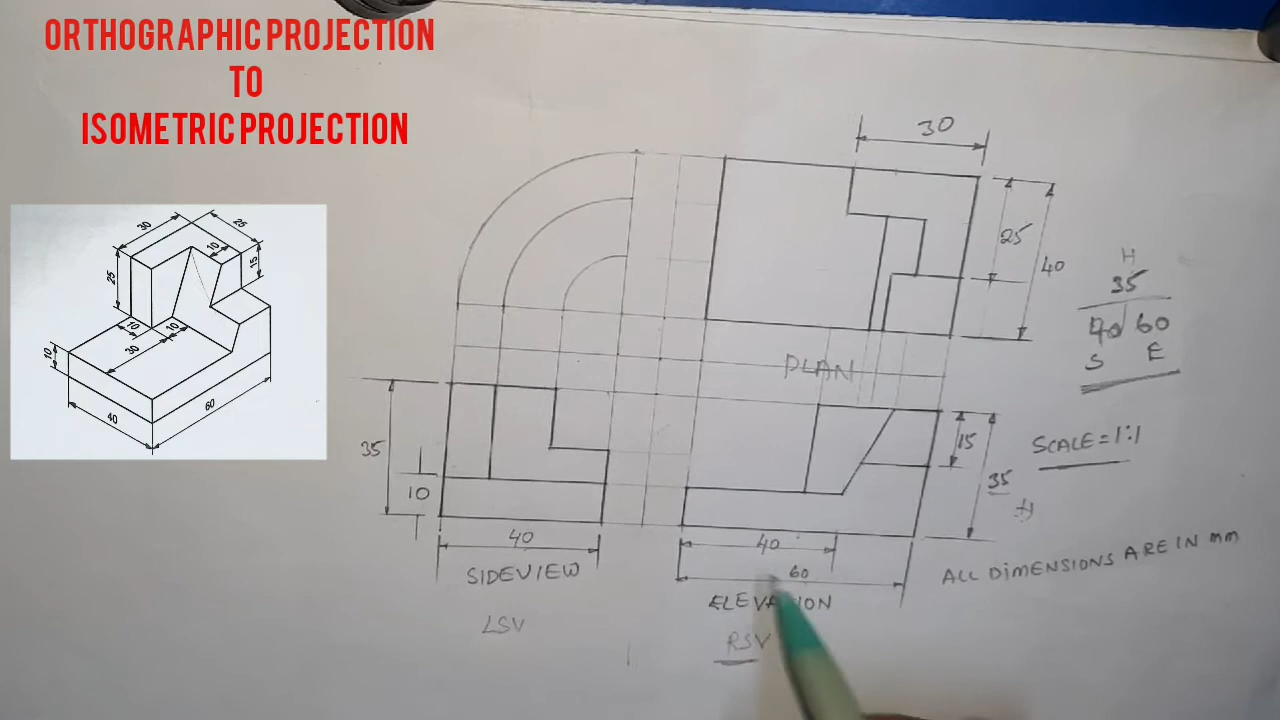 ORTHOGRAPHIC PROJECTION
TO
ISOMETRIC PROJECTION
30
25
10
15
25
10
10
30
10
40
60
30
25
40
PLAN
H
35
40 60
S E
SCALE = 1:1
35
10
40
SIDEVIEW
LSV
15
35
H
40
60
ELEVATION
RSV
ALL DIMENSIONS ARE IN mm